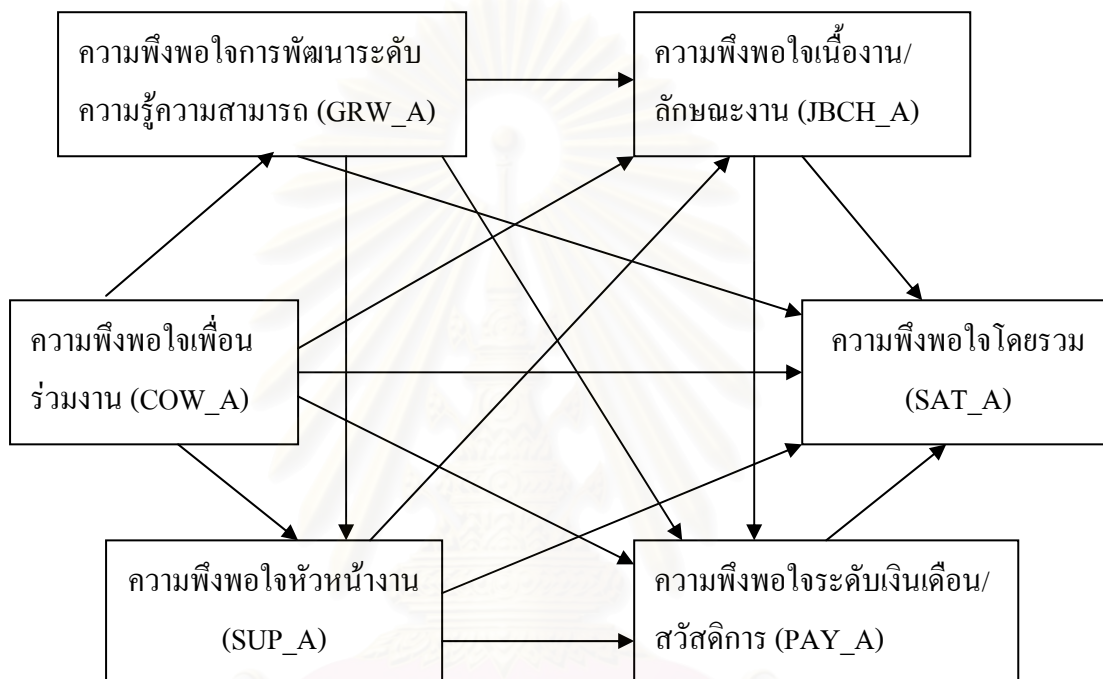 ความพึงพอใจการพัฒนาระดับ
ความรู้ความสามารถ (GRW_A)
ความพึงพอใจเนื้องาน/
ลักษณะงาน (JBCH_A)
ความพึงพอใจเพื่อน
ร่วมงาน (COW_A)
ความพึงพอใจโดยรวม
(SAT_A)
ความพึงพอใจหัวหน้างาน
(SUP_A)
ความพึงพอใจระดับเงินเดือน/
สวัสดิการ (PAY_A)